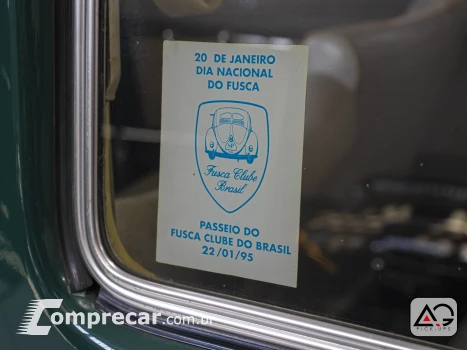 20 DE JANEIRO
DIA NACIONAL
DO FUSCA
Fusca Clube
Brasil
PASSEIO DO
FUSCA CLUBE DO BRASIL
22/01/95
Comprecar.com.br
AG